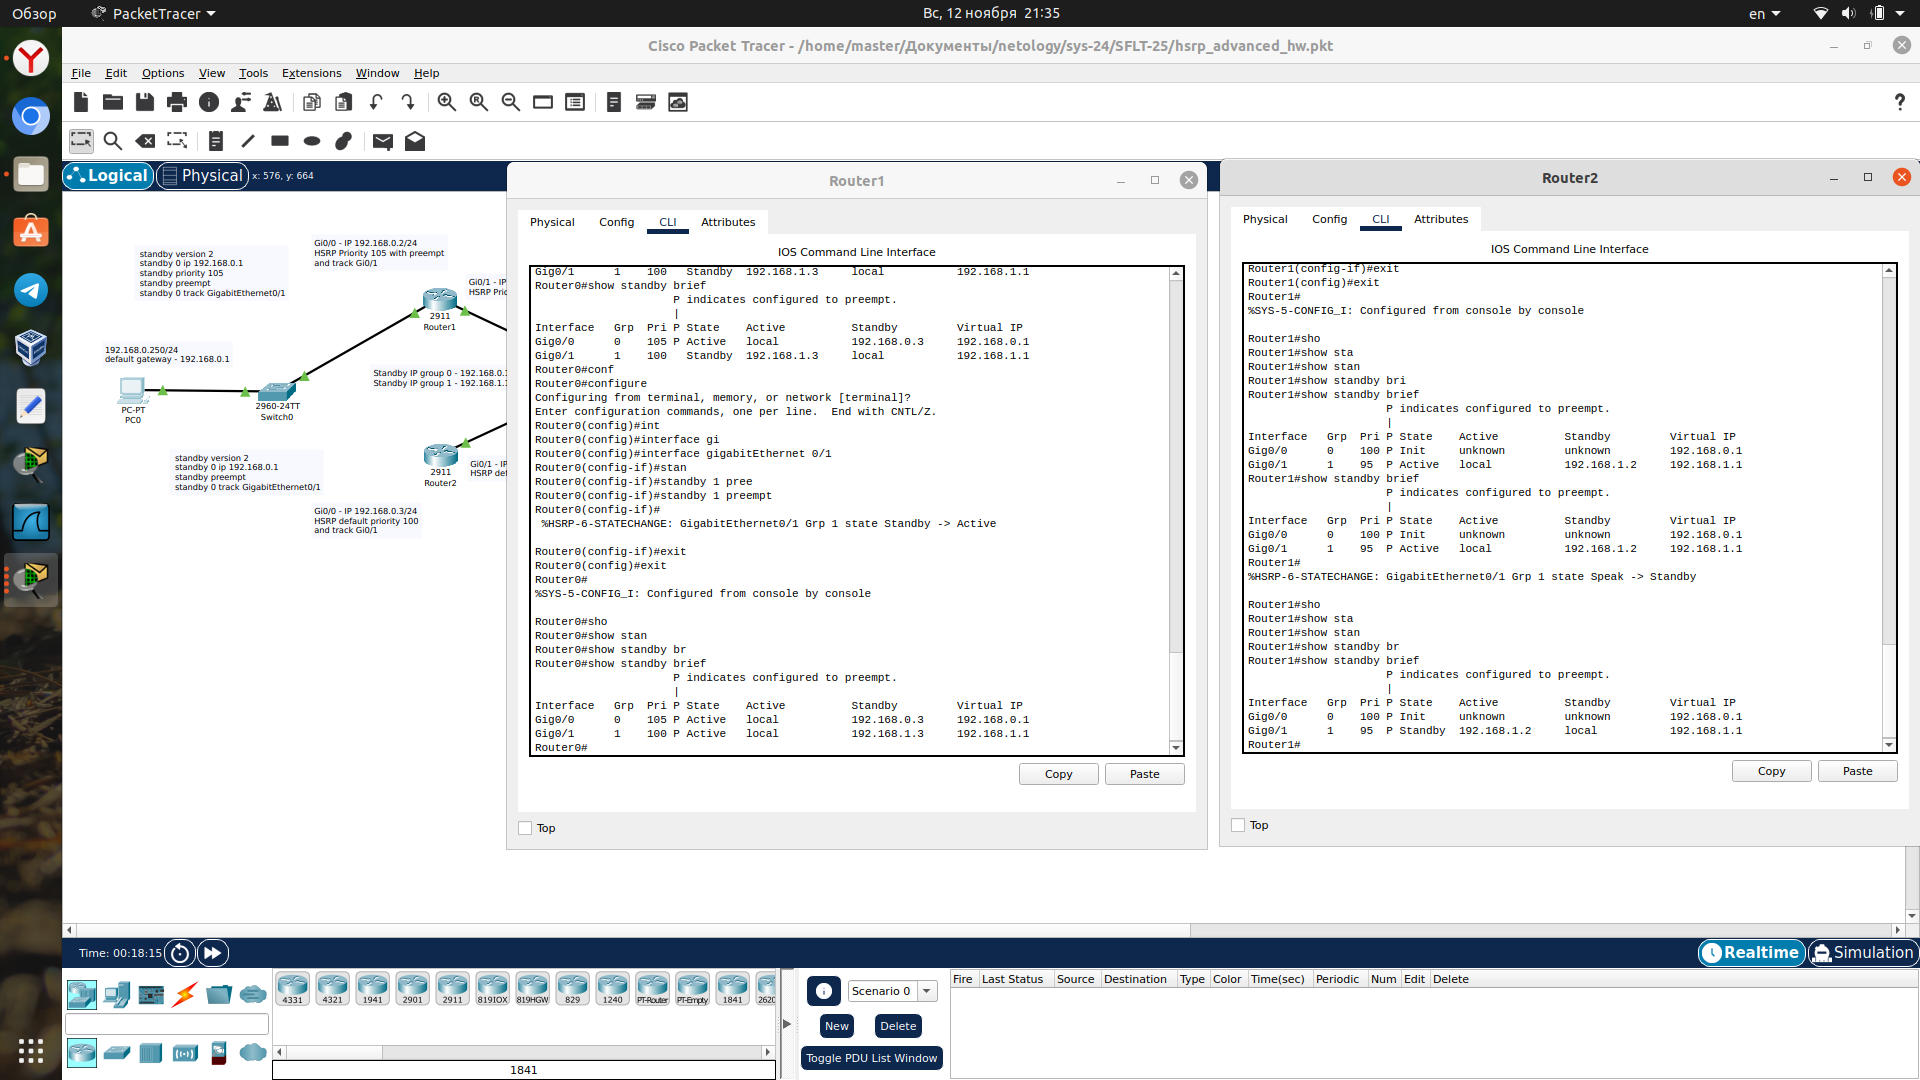 Обзор PacketTracer Вс, 12 ноября 21:35 en
Cisco Packet Tracer - /home/master/Документы/netology/sys-24/SFLT-25/hsrp_advanced_hw.pkt
File Edit Options View Tools Extensions Window Help
Logical Physical x: 576, y: 664
standby version 2
standby 0 ip 192.168.0.1
standby priority 105
standby preempt
standby 0 track GigabitEthernet0/1
Gi0/0 - IP 192.168.0.2/24
HSRP Priority 105 with preempt
and track Gi0/1
Gi0/1 - IP
HSRP Pri
2911
Router1
192.168.0.250/24
default gateway - 192.168.0.1
Standby IP group 0 - 192.168.0.1
Standby IP group 1 - 192.168.1.1
PC-PT
PC0
2960-24TT
Switch0
standby version 2
standby 0 ip 192.168.0.1
standby preempt
standby 0 track GigabitEthernet0/1
2911
Router2
Gi0/1 - IP
HSRP def
Gi0/0 - IP 192.168.0.3/24
HSRP default priority 100
and track Gi0/1
Router1
Physical Config CLI Attributes
IOS Command Line Interface
Gig0/1 1 100 Standby 192.168.1.3 local 192.168.1.1
Router0#show standby brief
P indicates configured to preempt.
|
Interface Grp Pri P State Active Standby Virtual IP
Gig0/0 0 105 P Active local 192.168.0.3 192.168.0.1
Gig0/1 1 100 Standby 192.168.1.3 local 192.168.1.1
Router0#conf
Router0#configure
Configuring from terminal, memory, or network [terminal]?
Enter configuration commands, one per line. End with CNTL/Z.
Router0(config)#int
Router0(config)#interface gi
Router0(config)#interface gigabitEthernet 0/1
Router0(config-if)#stan
Router0(config-if)#standby 1 pree
Router0(config-if)#standby 1 preempt
Router0(config-if)#
%HSRP-6-STATECHANGE: GigabitEthernet0/1 Grp 1 state Standby -> Active
Router0(config-if)#exit
Router0(config)#exit
Router0#
%SYS-5-CONFIG_I: Configured from console by console
Router0#sho
Router0#show stan
Router0#show standby br
Router0#show standby brief
P indicates configured to preempt.
|
Interface Grp Pri P State Active Standby Virtual IP
Gig0/0 0 105 P Active local 192.168.0.3 192.168.0.1
Gig0/1 1 100 P Active local 192.168.1.3 192.168.1.1
Router0#
Copy Paste
Top
Router2
Physical Config CLI Attributes
IOS Command Line Interface
Router1(config-if)#exit
Router1(config)#exit
Router1#
%SYS-5-CONFIG_I: Configured from console by console
Router1#sho
Router1#show sta
Router1#show stan
Router1#show standby bri
Router1#show standby brief
P indicates configured to preempt.
|
Interface Grp Pri P State Active Standby Virtual IP
Gig0/0 0 100 P Init unknown unknown 192.168.0.1
Gig0/1 1 95 P Active local 192.168.1.2 192.168.1.1
Router1#show standby brief
P indicates configured to preempt.
|
Interface Grp Pri P State Active Standby Virtual IP
Gig0/0 0 100 P Init unknown unknown 192.168.0.1
Gig0/1 1 95 P Active local 192.168.1.2 192.168.1.1
Router1#
%HSRP-6-STATECHANGE: GigabitEthernet0/1 Grp 1 state Speak -> Standby
Router1#sho
Router1#show sta
Router1#show stan
Router1#show standby br
Router1#show standby brief
P indicates configured to preempt.
|
Interface Grp Pri P State Active Standby Virtual IP
Gig0/0 0 100 P Init unknown unknown 192.168.0.1
Gig0/1 1 95 P Standby 192.168.1.2 local 192.168.1.1
Router1#
Copy Paste
Top
Time: 00:18:15 Realtime Simulation
4331 4321 1941 2901 2911 819IOX 819HGW 829 1240 PT-Router PT-Empty 1841 2620
1841
Scenario 0
New Delete
Toggle PDU List Window
Fire Last Status Source Destination Type Color Time(sec) Periodic Num Edit Delete